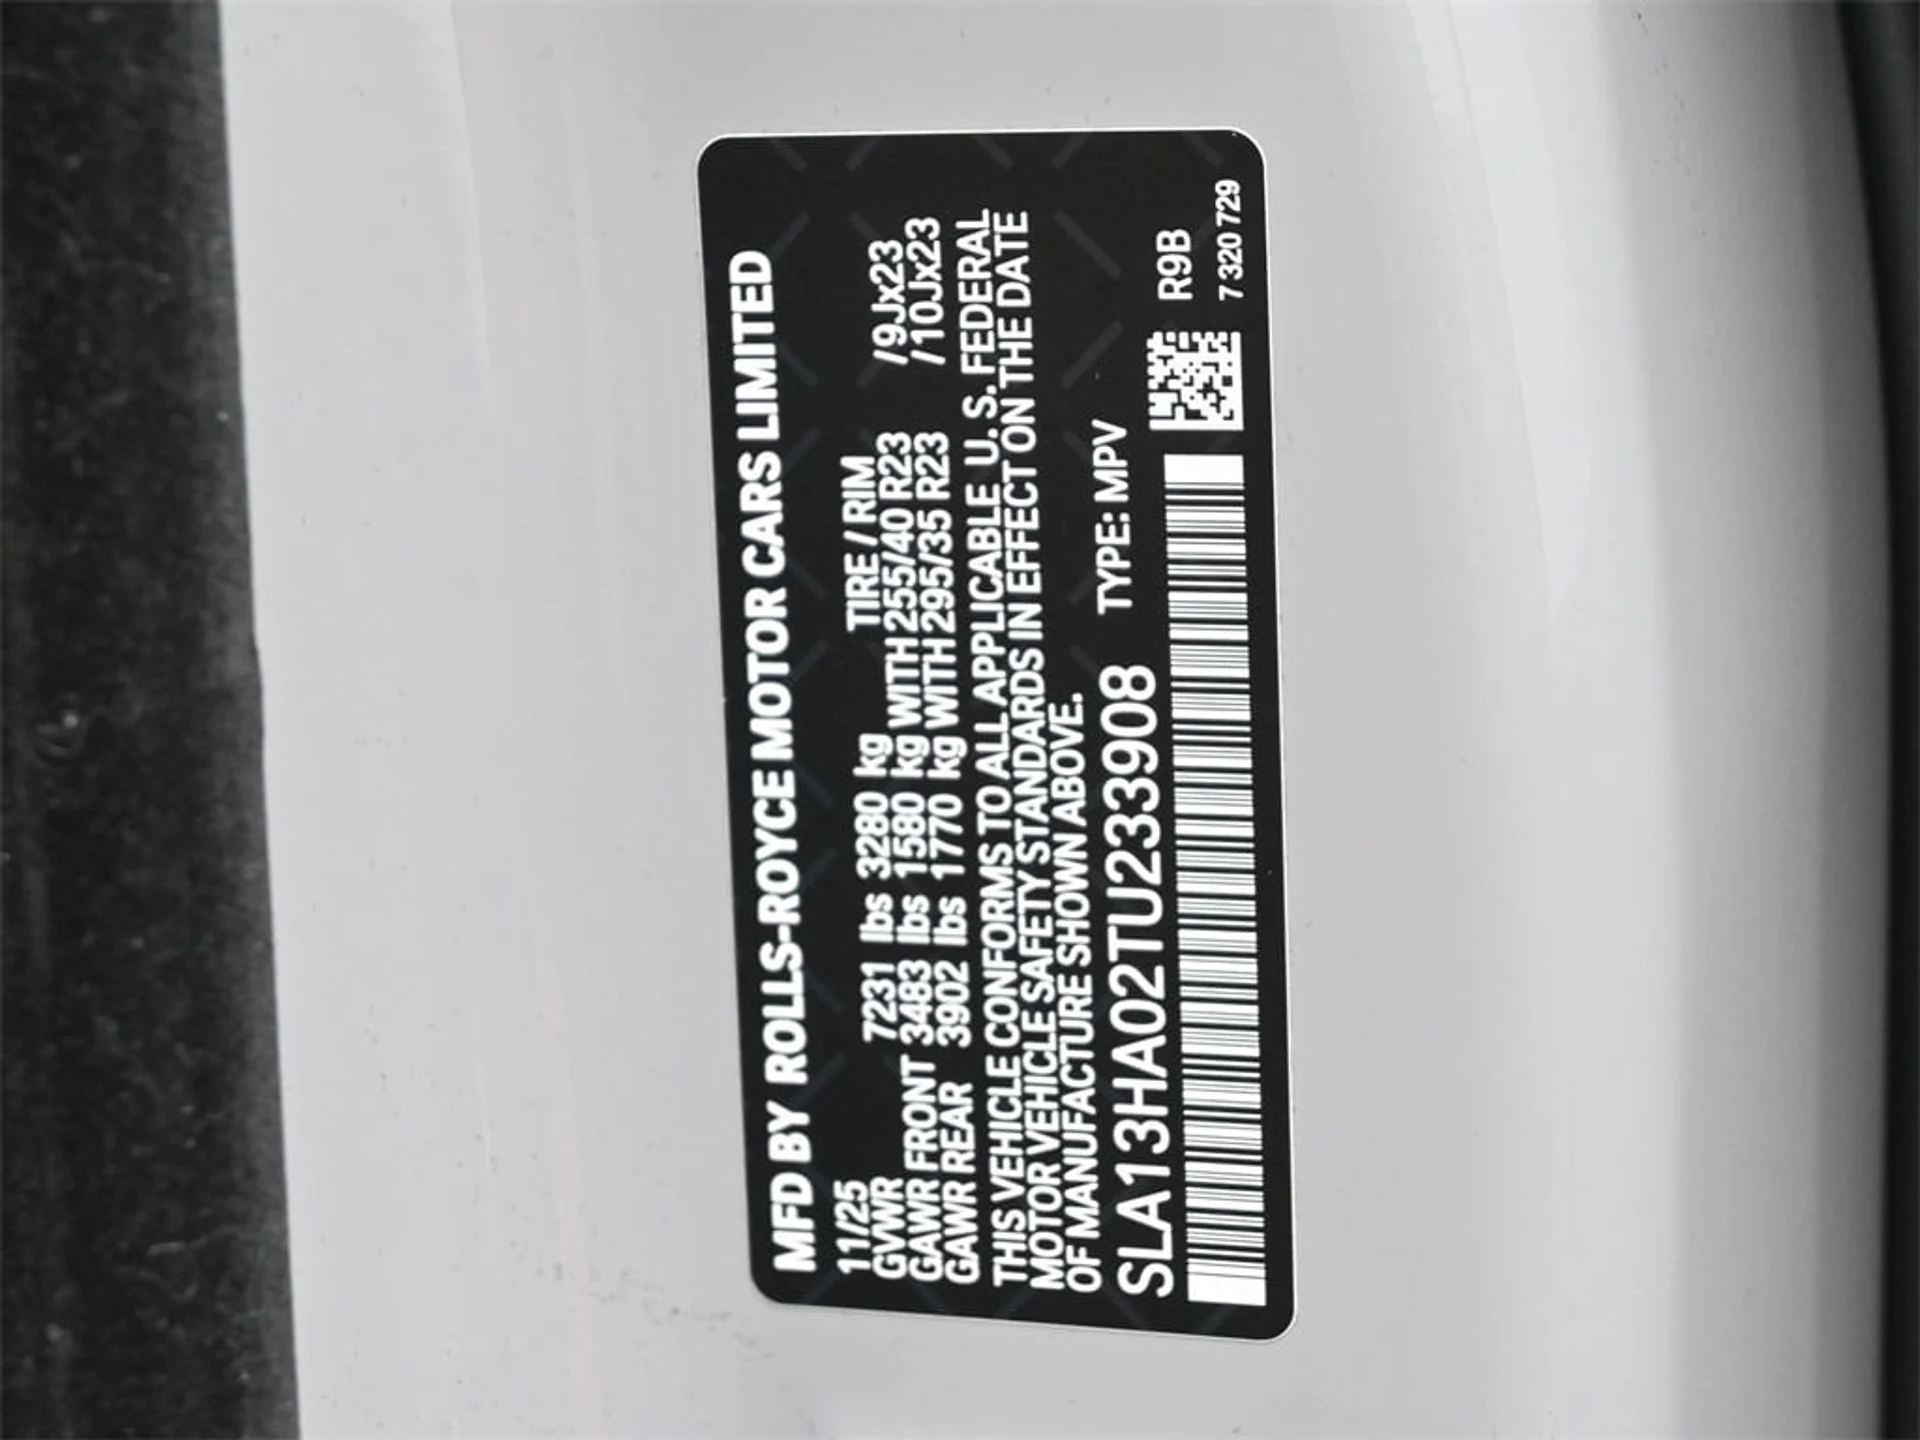 MFD BY ROLLS-ROYCE MOTOR CARS LIMITED
11/25 TIRE / RIM
GVWR 7231 lbs 3280 kg WITH 255/40 R23 /9Jx23
GAWR FRONT 3483 lbs 1580 kg WITH 295/35 R23 /10Jx23
GAWR REAR 3902 lbs 1770 kg
THIS VEHICLE CONFORMS TO ALL APPLICABLE U.S. FEDERAL
MOTOR VEHICLE SAFETY STANDARDS IN EFFECT ON THE DATE
OF MANUFACTURE SHOWN ABOVE.
SLA13HA02TU233908 TYPE: MPV
R9B
7 320 729